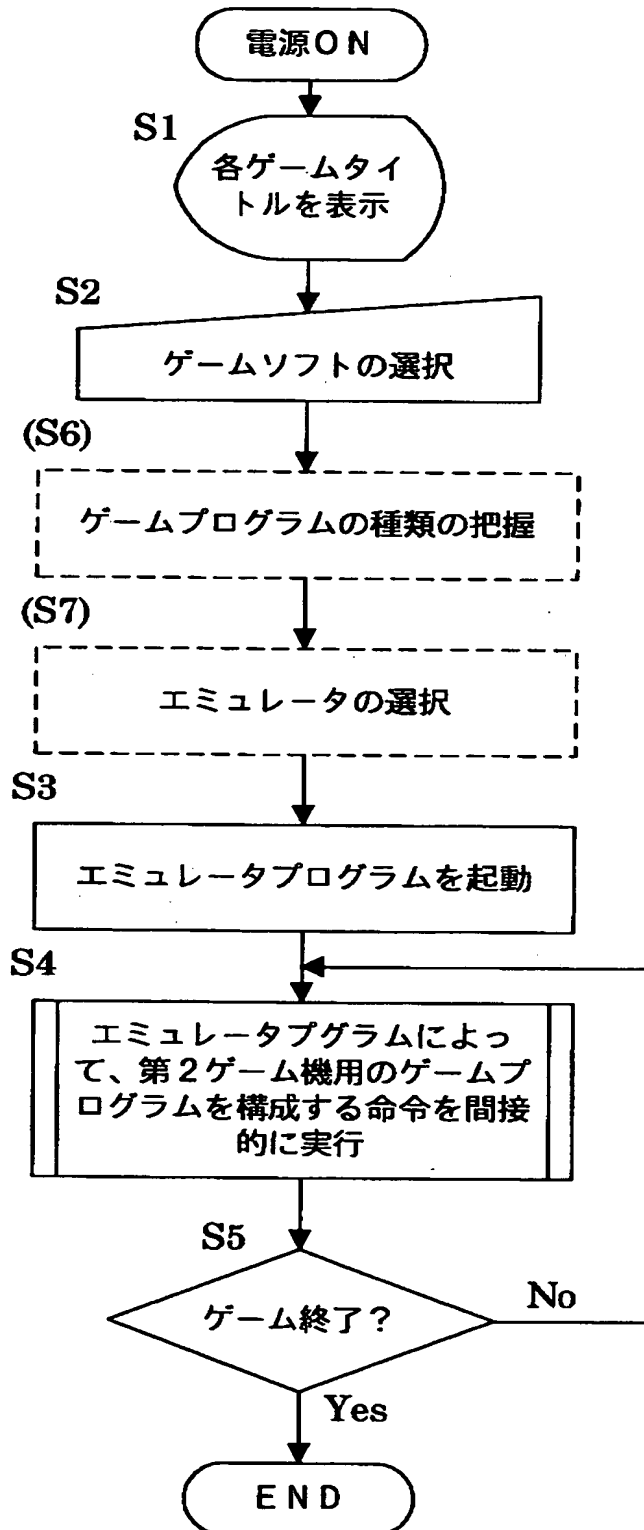 電源ON
S1
各ゲームタイ
トルを表示
S2
ゲームソフトの選択
(S6)
ゲームプログラムの種類の把握
(S7)
エミュレータの選択
S3
エミュレータプログラムを起動
S4
エミュレータプグラムによっ
て、第2ゲーム機用のゲームプ
ログラムを構成する命令を間接
的に実行
S5
ゲーム終了?
No
Yes
END